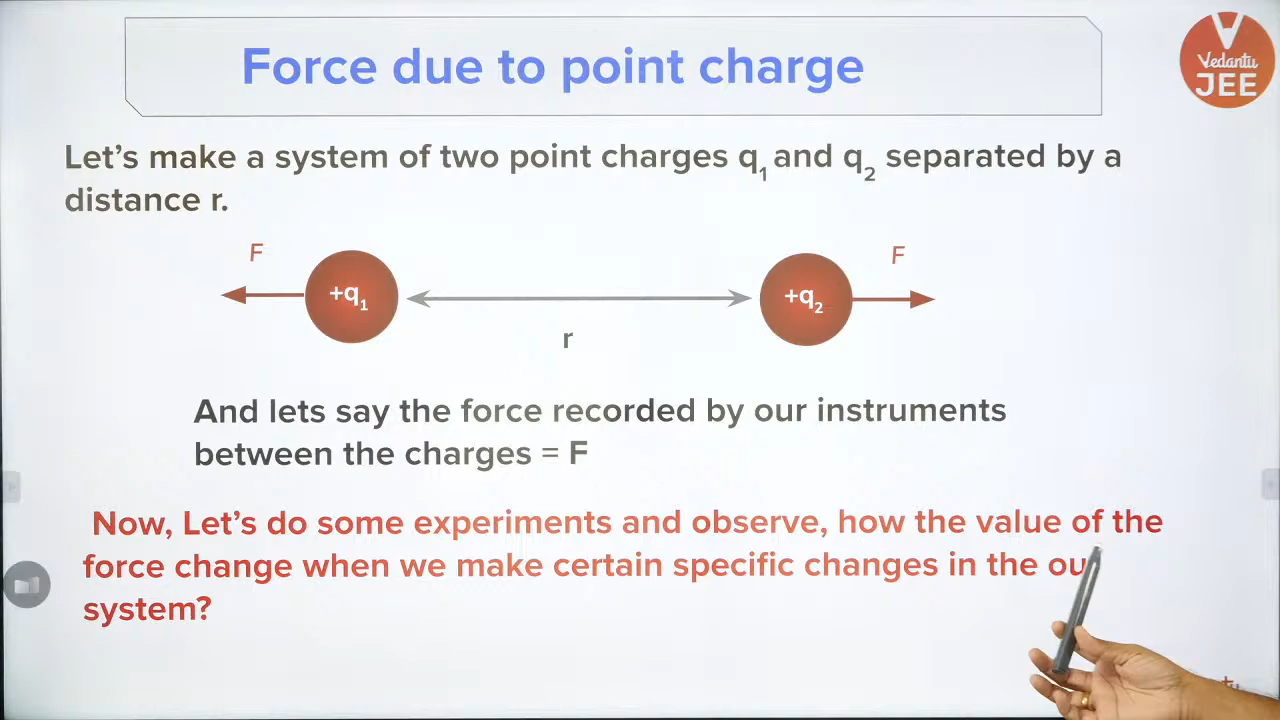 Force due to point charge
Vedantu
JEE
Let's make a system of two point charges q₁ and q₂ separated by a
distance r.
F
F
+q₁
+q₂
r
And lets say the force recorded by our instruments
between the charges = F
Now, Let's do some experiments and observe, how the value of the
force change when we make certain specific changes in the ou
system?